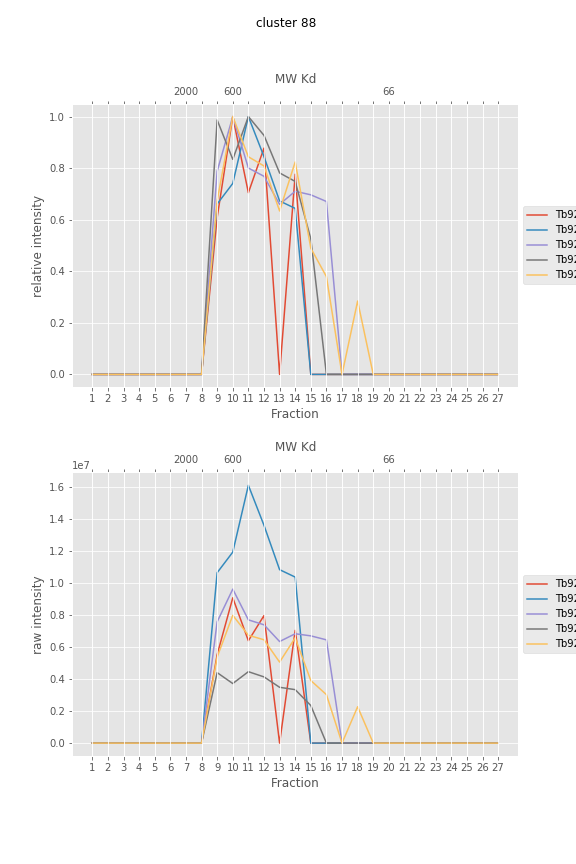 cluster 88
MW Kd
2000 600 66
1.0
0.8
0.6
0.4
0.2
0.0
relative intensity
Tb92
Tb92
Tb92
Tb92
Tb92
1 2 3 4 5 6 7 8 9 10 11 12 13 14 15 16 17 18 19 20 21 22 23 24 25 26 27
Fraction
MW Kd
1e7 2000 600 66
1.6
1.4
1.2
1.0
0.8
0.6
0.4
0.2
0.0
raw intensity
Tb92
Tb92
Tb92
Tb92
Tb92
1 2 3 4 5 6 7 8 9 10 11 12 13 14 15 16 17 18 19 20 21 22 23 24 25 26 27
Fraction